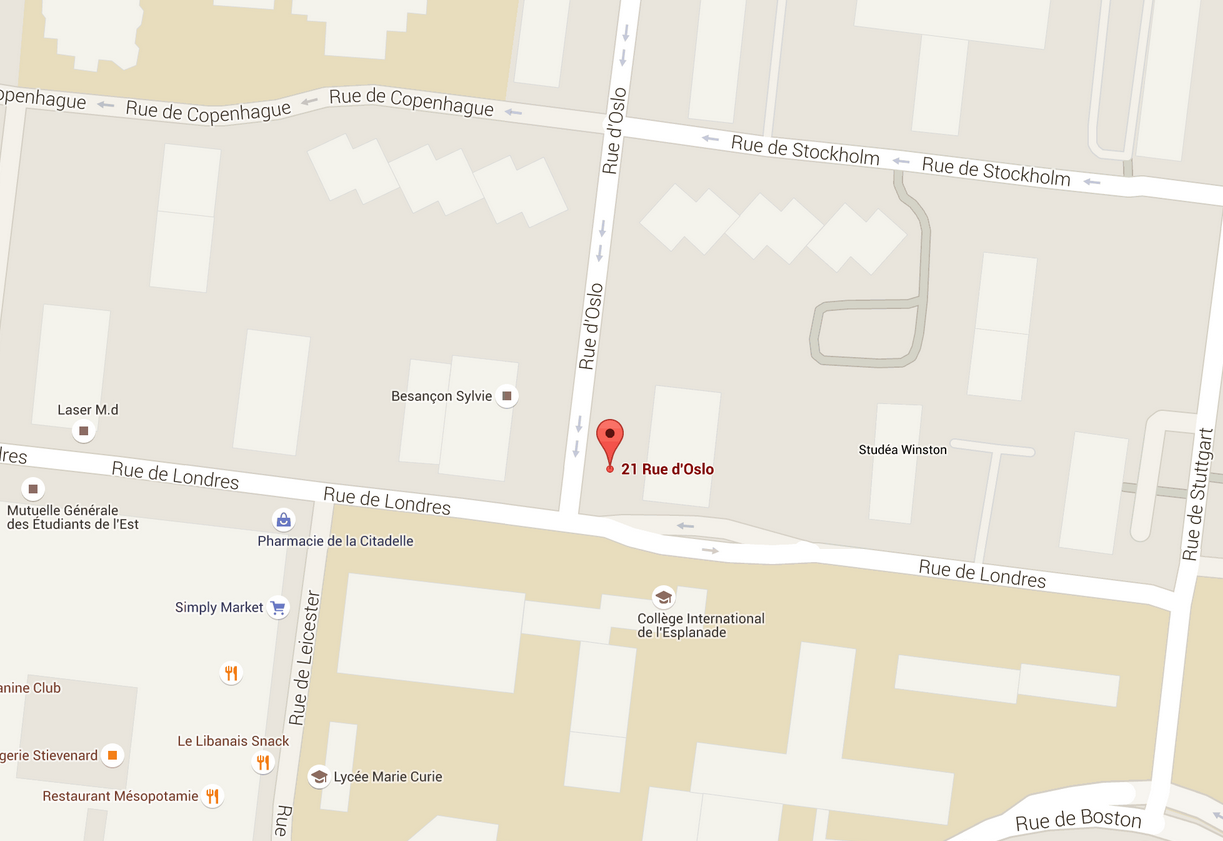 openhague
Rue de Copenhague
Rue de Copenhague
Rue d'Oslo
Rue de Stockholm
Rue de Stockholm
Rue d'Oslo
Besançon Sylvie
Laser M.d
21 Rue d'Oslo
Studéa Winston
Rue de Stuttgart
dres
Rue de Londres
Rue de Londres
Mutuelle Générale
des Étudiants de l'Est
Pharmacie de la Citadelle
Rue de Londres
Simply Market
Collège International
de l'Esplanade
Rue de Leicester
anine Club
Le Libanais Snack
gerie Stievenard
Lycée Marie Curie
Restaurant Mésopotamie
Rue
Rue de Boston